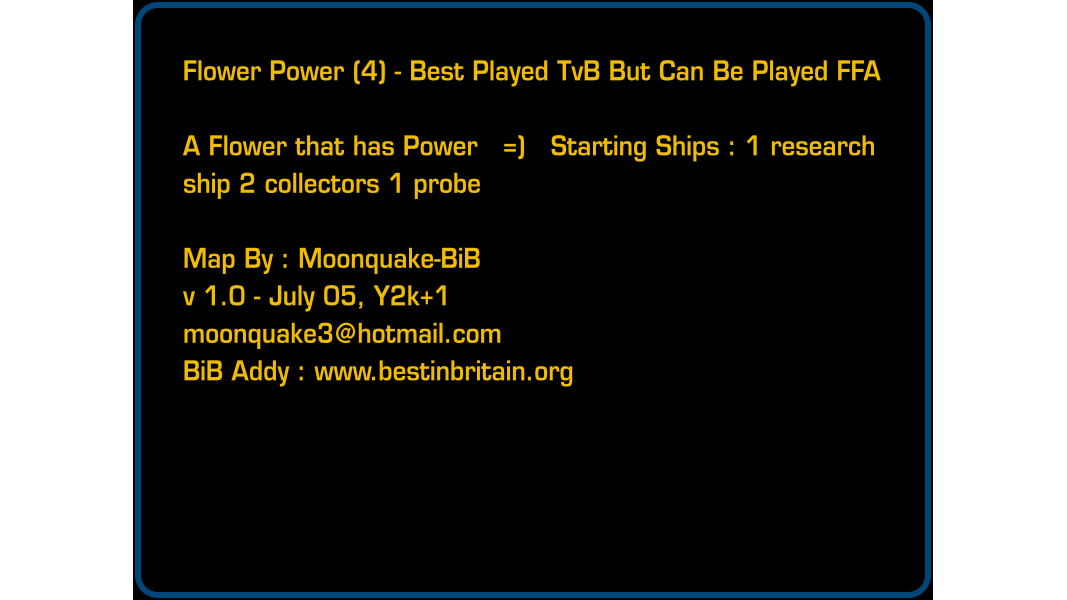 Flower Power (4) - Best Played TvB But Can Be Played FFA
A Flower that has Power =) Starting Ships : 1 research
ship 2 collectors 1 probe
Map By : Moonquake-BiB
v 1.0 - July 05, Y2k+1
moonquake3@hotmail.com
BiB Addy : www.bestinbritain.org